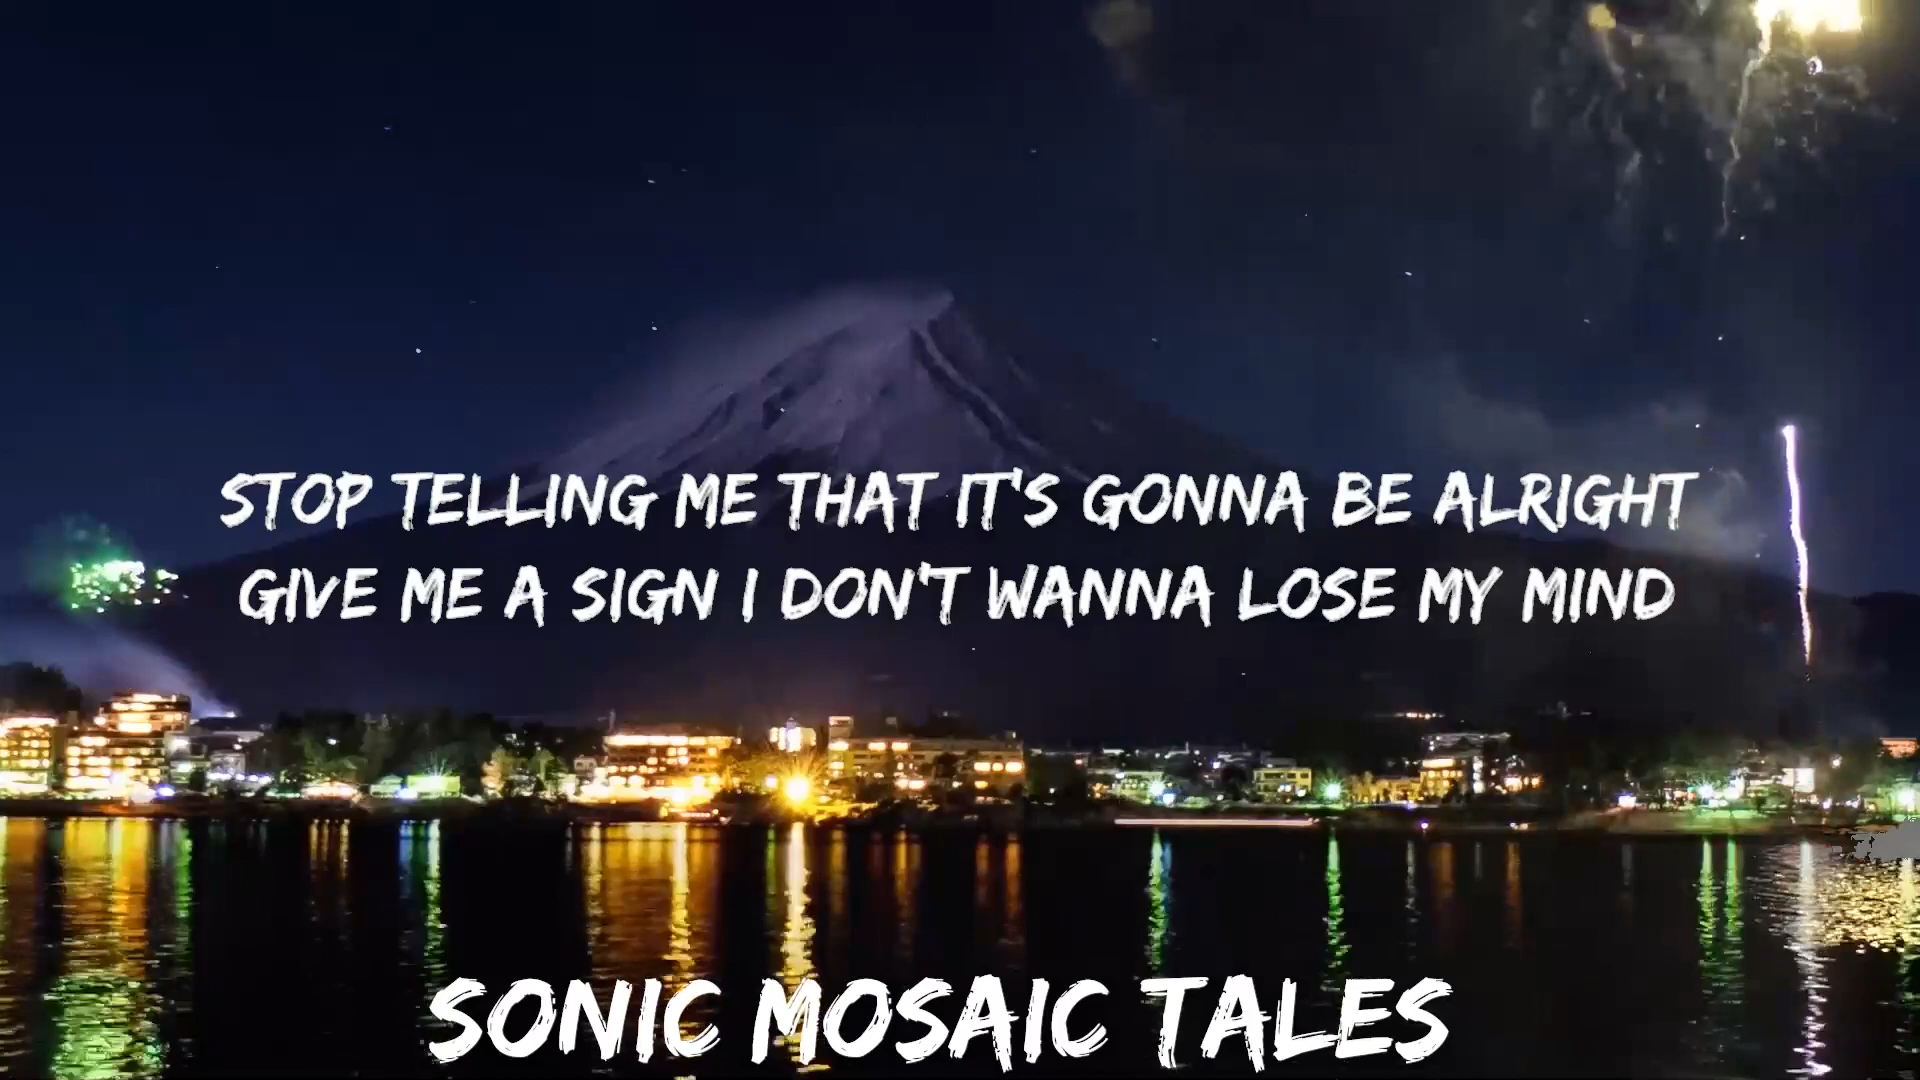 STOP TELLING ME THAT IT'S GONNA BE ALRIGHT
GIVE ME A SIGN I DON'T WANNA LOSE MY MIND
SONIC MOSAIC TALES